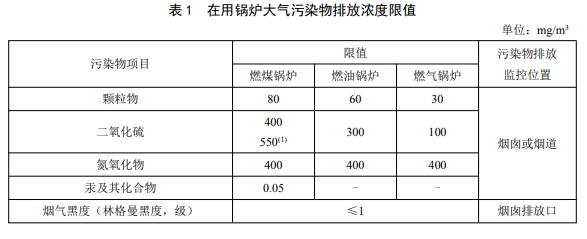 表 1 在用锅炉大气污染物排放浓度限值
单位：mg/m³
污染物项目 限值 污染物排放监控位置
燃煤锅炉 燃油锅炉 燃气锅炉
颗粒物 80 60 30 烟囱或烟道
二氧化硫 400 550⁽¹⁾ 300 100
氮氧化物 400 400 400
汞及其化合物 0.05 － － 
烟气黑度（林格曼黑度，级） ≤1 烟囱排放口